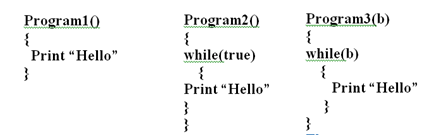 Program1()
{
Print “Hello”
}
Program2()
{
while(true)
{
Print “Hello”
}
}
Program3(b)
{
while(b)
{
Print “Hello”
}
}